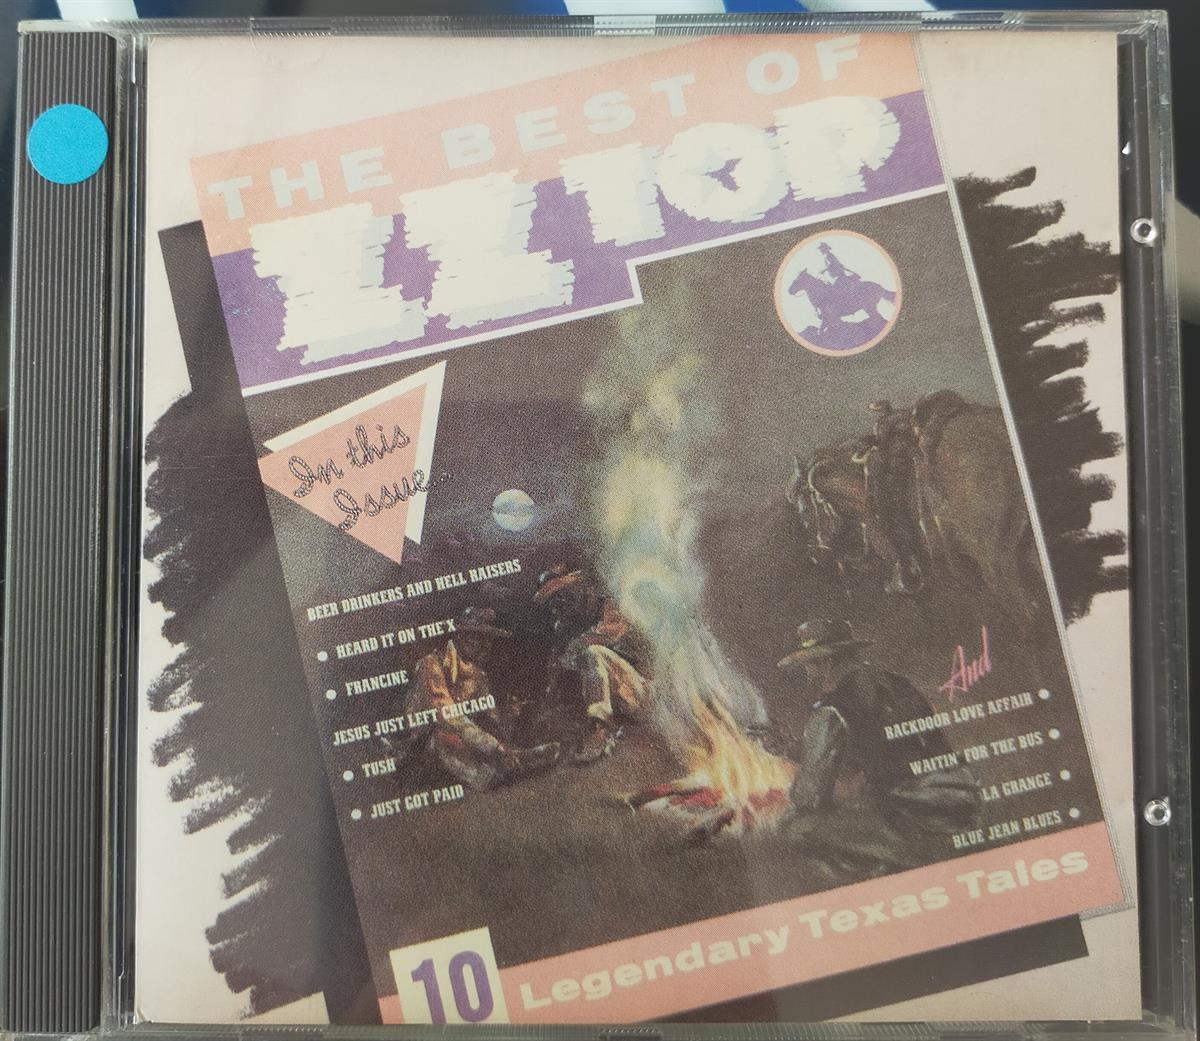 THE BEST OF
ZZ TOP
In this
Issue...
BEER DRINKERS AND HELL RAISERS
HEARD IT ON THE X
FRANCINE
JESUS JUST LEFT CHICAGO
TUSH
JUST GOT PAID
And
BACKDOOR LOVE AFFAIR
WAITIN' FOR THE BUS
LA GRANGE
BLUE JEAN BLUES
10 Legendary Texas Tales